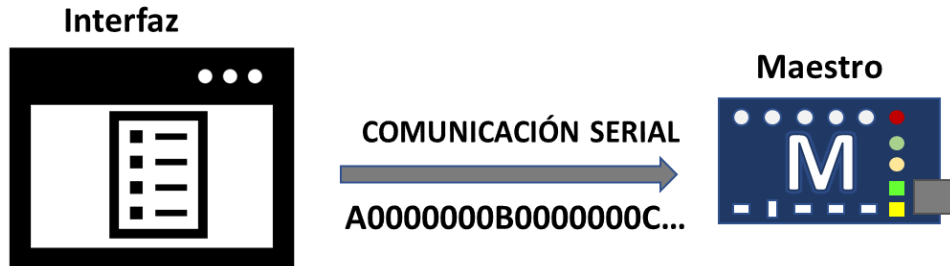 Interfaz
Maestro
COMUNICACIÓN SERIAL
M
A0000000B0000000C...